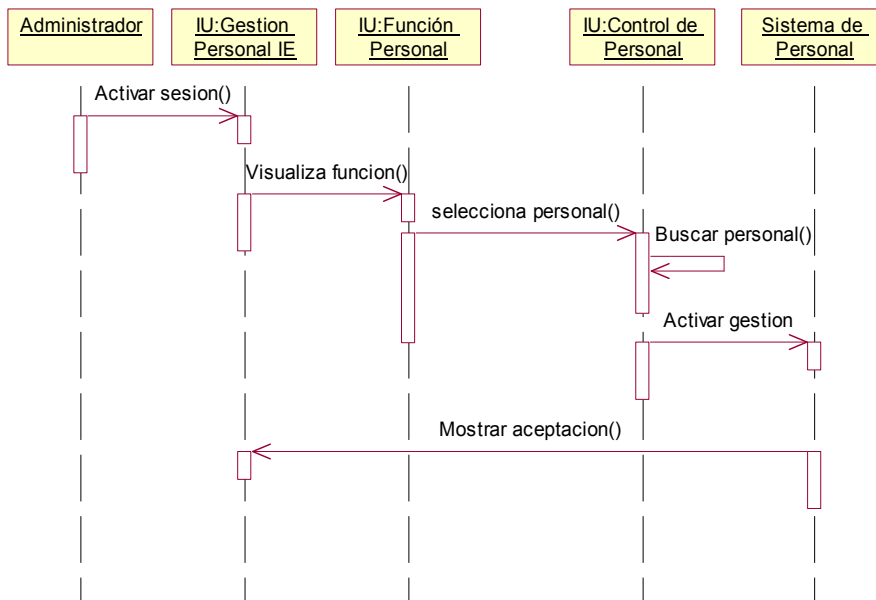 Administrador
IU:Gestion
Personal IE
IU:Función
Personal
IU:Control de
Personal
Sistema de
Personal
Activar sesion()
Visualiza funcion()
selecciona personal()
Buscar personal()
Activar gestion
Mostrar aceptacion()